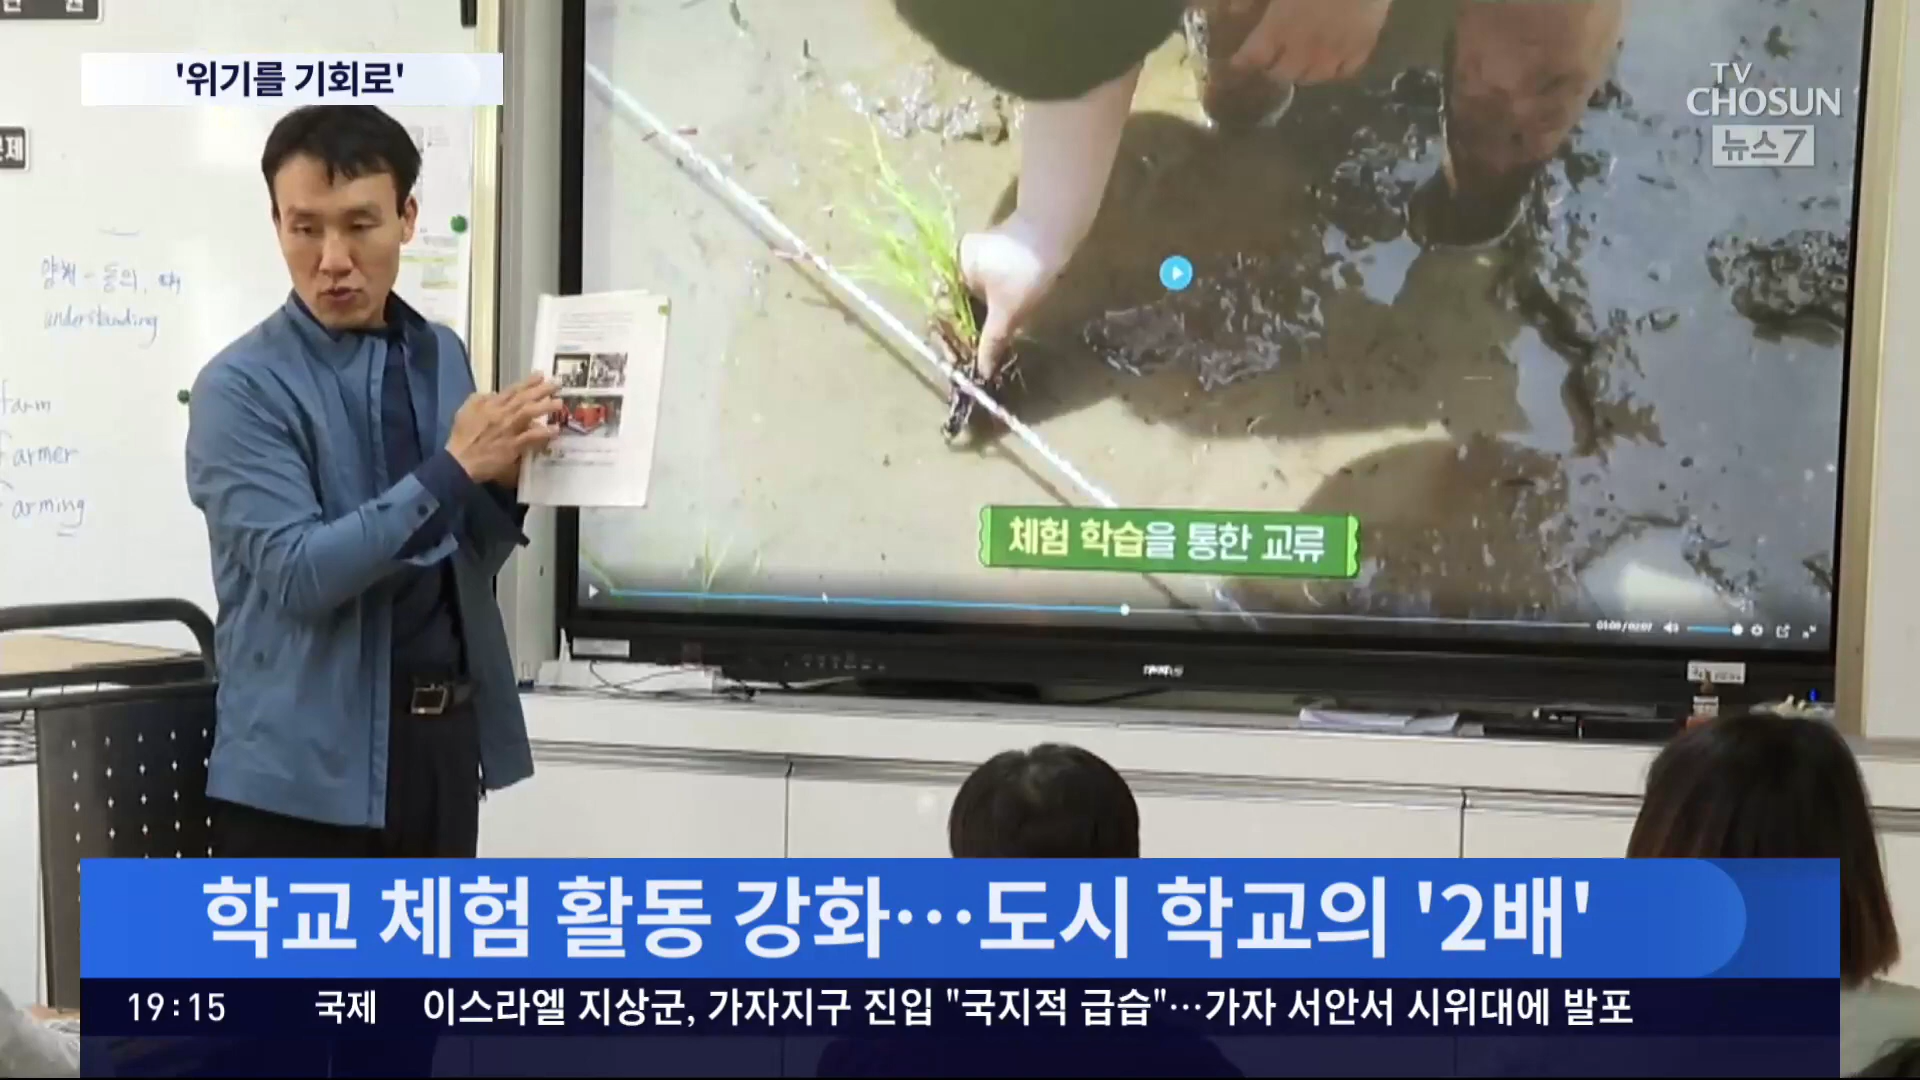 '위기를 기회로'
TV
CHOSUN
뉴스7
understanding
farm
farmer
arming
체험 학습을 통한 교류
학교 체험 활동 강화…도시 학교의 '2배'
19:15 국제 이스라엘 지상군, 가자지구 진입 "국지적 급습"…가자 서안서 시위대에 발포